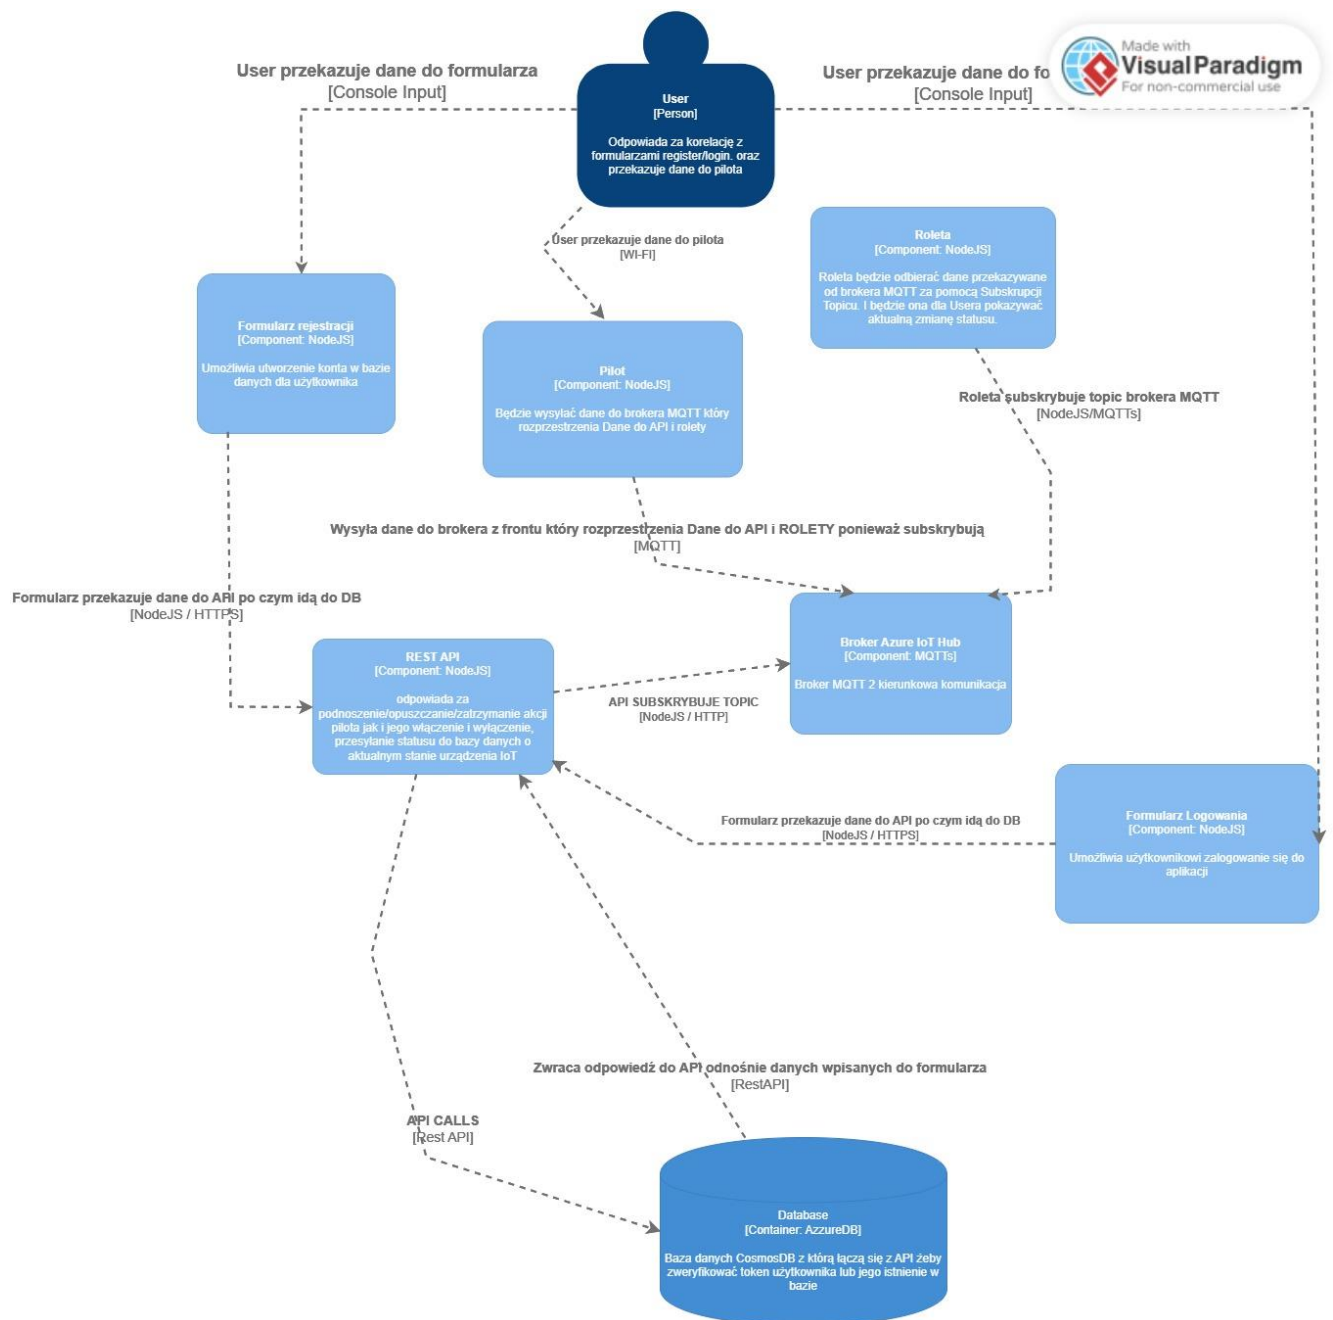 User przekazuje dane do formularza
[Console Input]
User przekazuje dane do fo
[Console Input]
Made with
Visual Paradigm
For non-commercial use
User
[Person]
Odpowiada za korelację z
formularzami register/login. oraz
przekazuje dane do pilota
User przekazuje dane do pilota
[WI-FI]
Roleta
[Component: NodeJS]
Roleta będzie odbierać dane przekazywane
od brokera MQTT za pomocą Subskrupcji
Topicu. I będzie ona dla Usera pokazywać
aktualną zmianę statusu.
Formularz rejestracji
[Component: NodeJS]
Umożliwia utworzenie konta w bazie
danych dla użytkownika
Pilot
[Component: NodeJS]
Będzie wysyłać dane do brokera MQTT który
rozprzestrzenia Dane do API i rolety
Roleta subskrybuje topic brokera MQTT
[NodeJS/MQTTs]
Wysyła dane do brokera z frontu który rozprzestrzenia Dane do API i ROLETY ponieważ subskrybują
[MQTT]
Formularz przekazuje dane do API po czym idą do DB
[NodeJS / HTTPS]
REST API
[Component: NodeJS]
odpowiada za
podnoszenie/opuszczanie/zatrzymanie akcji
pilota jak i jego włączenie i wyłączenie,
przesyłanie statusu do bazy danych o
aktualnym stanie urządzenia IoT
API SUBSKRYBUJE TOPIC
[NodeJS / HTTP]
Broker Azure IoT Hub
[Component: MQTTs]
Broker MQTT 2 kierunkowa komunikacja
Formularz przekazuje dane do API po czym idą do DB
[NodeJS / HTTPS]
Formularz Logowania
[Component: NodeJS]
Umożliwia użytkownikowi zalogowanie się do
aplikacji
Zwraca odpowiedź do API odnośnie danych wpisanych do formularza
[RestAPI]
API CALLS
[Rest API]
Database
[Container: AzzureDB]
Baza danych CosmosDB z którą łączą się z API żeby
zweryfikować token użytkownika lub jego istnienie w
bazie